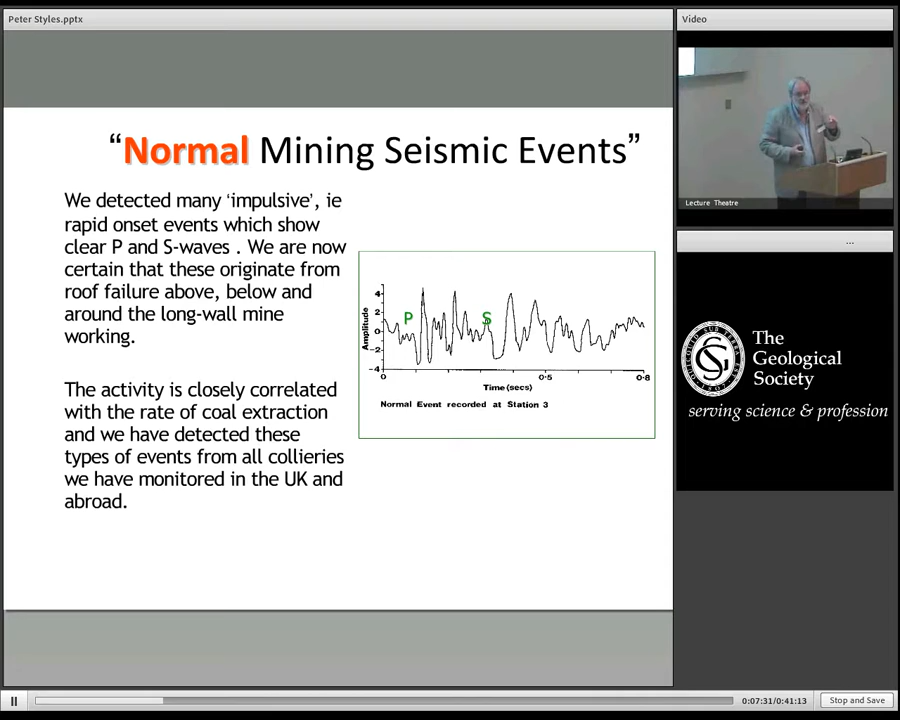 Peter Styles.pptx
Video
“Normal Mining Seismic Events”
We detected many ‘impulsive’, ie
rapid onset events which show
clear P and S-waves . We are now
certain that these originate from
roof failure above, below and
around the long-wall mine
working.
The activity is closely correlated
with the rate of coal extraction
and we have detected these
types of events from all collieries
we have monitored in the UK and
abroad.
P
S
Amplitude
4
2
0
-2
-4
0
0·5
0·8
Time (secs)
Normal Event recorded at Station 3
Lecture Theatre
...
The
Geological
Society
serving science & profession
0:07:31/0:41:13
Stop and Save